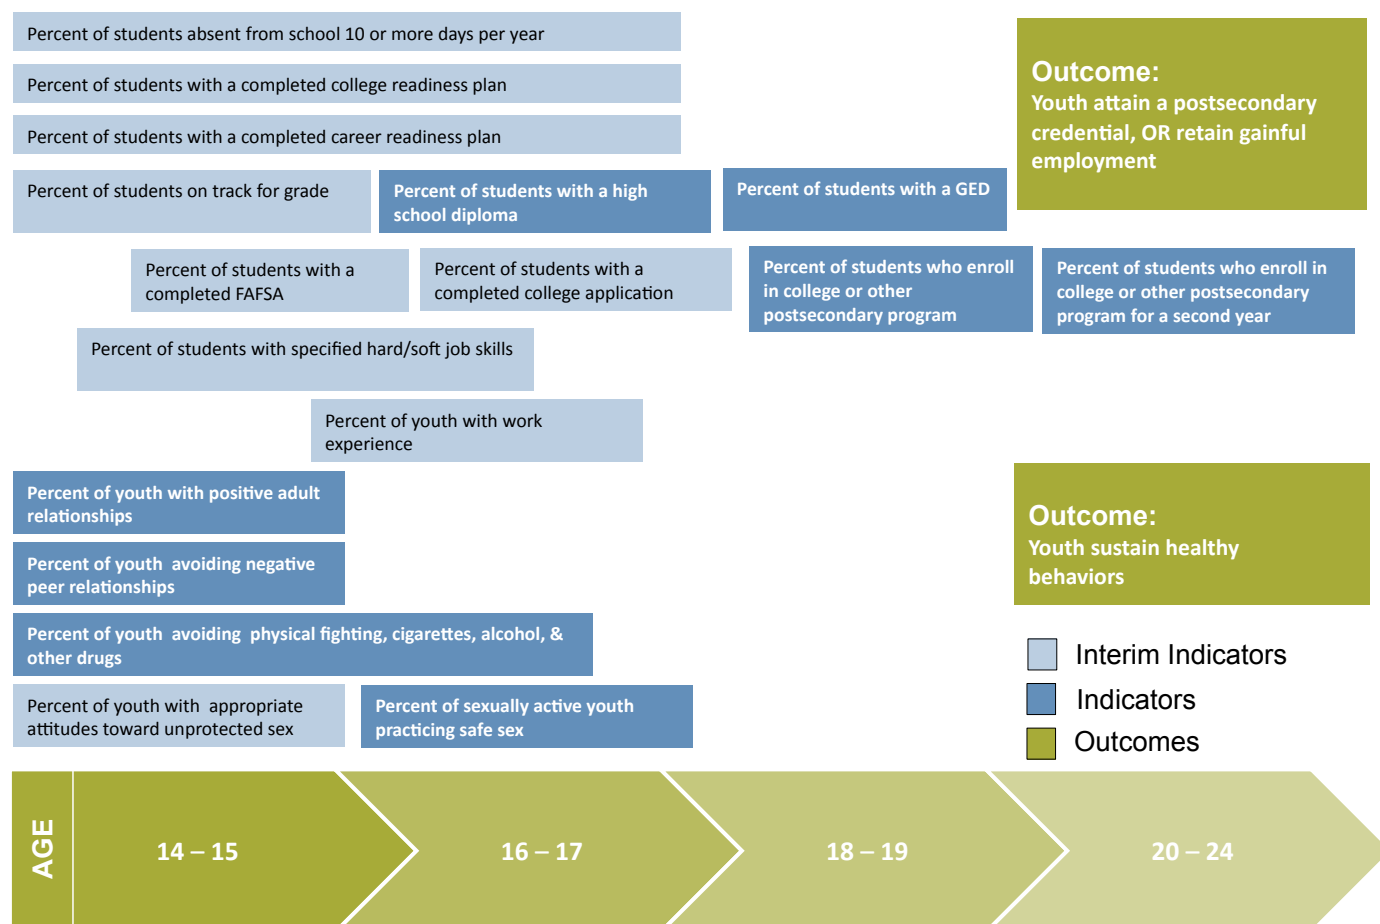 Percent of students absent from school 10 or more days per year
Percent of students with a completed college readiness plan
Percent of students with a completed career readiness plan
Percent of students on track for grade
Percent of students with a high
school diploma
Percent of students with a GED
Outcome:
Youth attain a postsecondary
credential, OR retain gainful
employment
Percent of students with a
completed FAFSA
Percent of students with a
completed college application
Percent of students who enroll
in college or other
postsecondary program
Percent of students who enroll in
college or other postsecondary
program for a second year
Percent of students with specified hard/soft job skills
Percent of youth with work
experience
Percent of youth with positive adult
relationships
Percent of youth avoiding negative
peer relationships
Percent of youth avoiding physical fighting, cigarettes, alcohol, &
other drugs
Percent of youth with appropriate
attitudes toward unprotected sex
Percent of sexually active youth
practicing safe sex
Outcome:
Youth sustain healthy
behaviors
Interim Indicators
Indicators
Outcomes
AGE
14 – 15
16 – 17
18 – 19
20 – 24